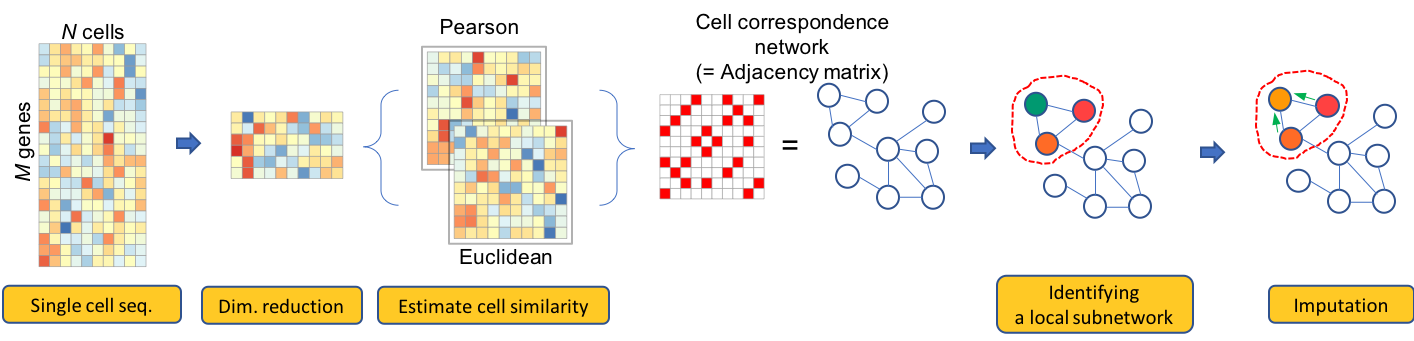 N cells
M genes
Pearson
Euclidean
Cell correspondence
network
(= Adjacency matrix)
=
Single cell seq.
Dim. reduction
Estimate cell similarity
Identifying
a local subnetwork
Imputation